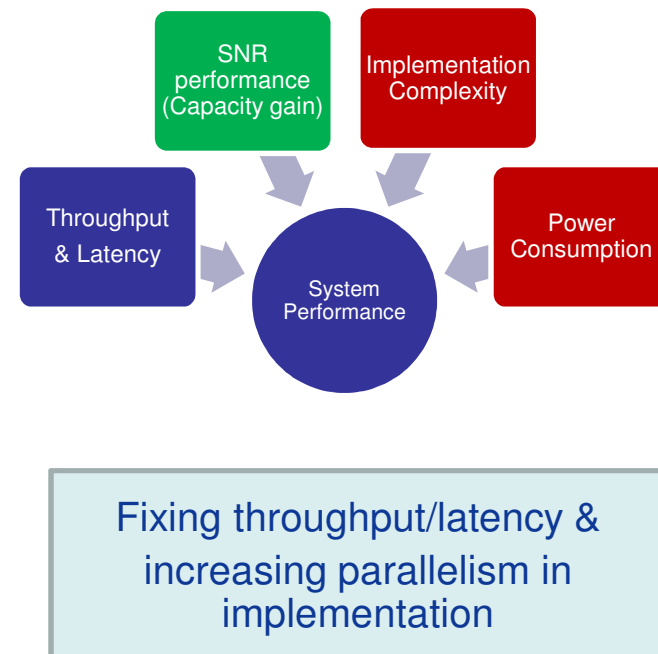 SNR
performance
(Capacity gain)
Implementation
Complexity
Throughput
& Latency
Power
Consumption
System
Performance
Fixing throughput/latency &
increasing parallelism in
implementation